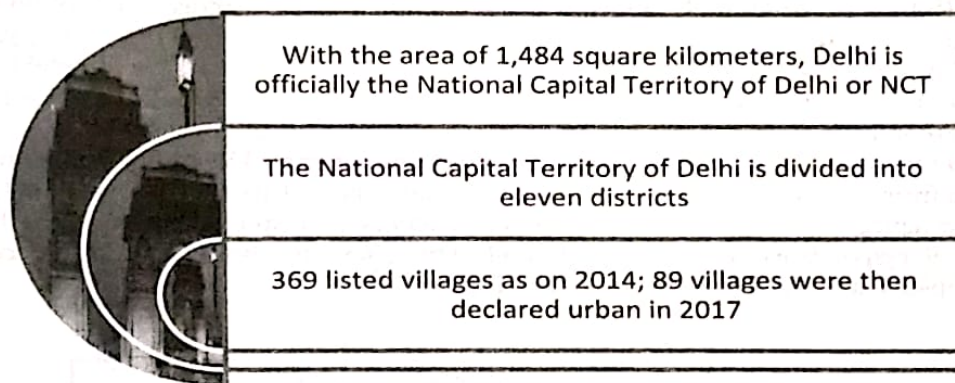 With the area of 1,484 square kilometers, Delhi is
officially the National Capital Territory of Delhi or NCT
The National Capital Territory of Delhi is divided into
eleven districts
369 listed villages as on 2014; 89 villages were then
declared urban in 2017